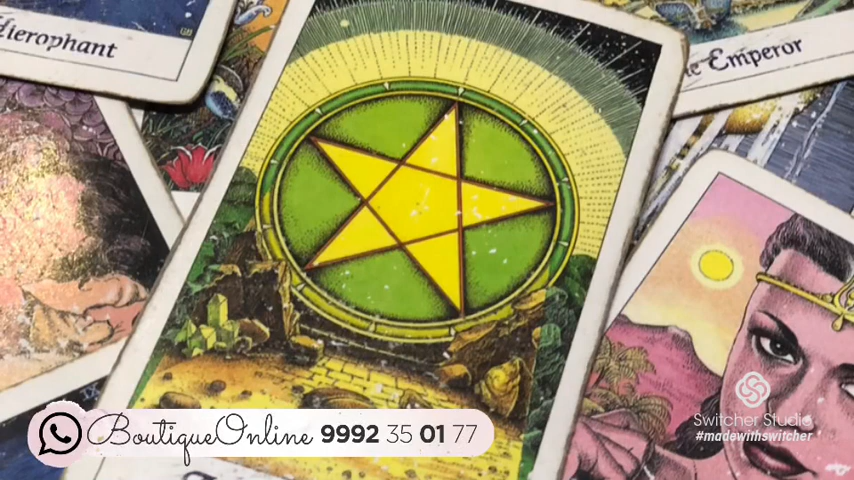 Hierophant
e Emperor
BoutiqueOnline 9992 35 01 77
Switcher Studio
#madewithswitcher